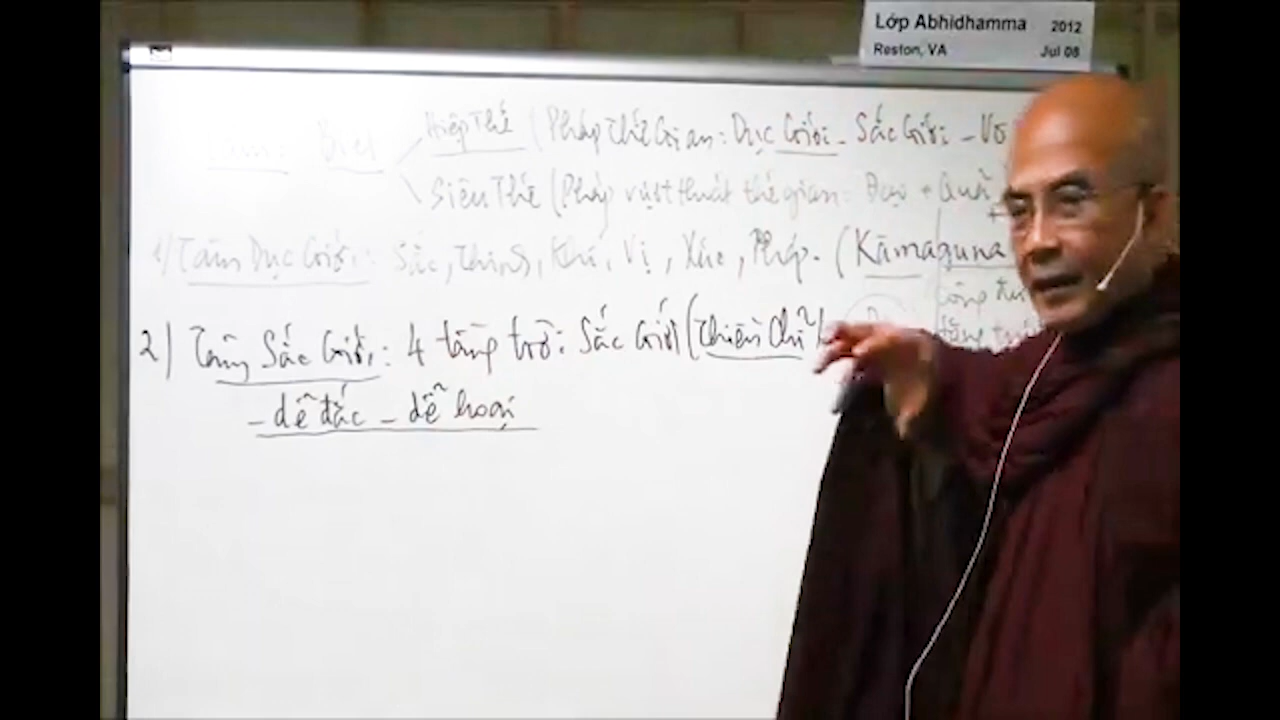 Lớp Abhidhamma 2012
Reston, VA Jul 08
Hiệp Thế (Pháp Thế Gian: Dục Giới - Sắc Giới - Vô
Siêu Thế (Pháp vượt thoát thế gian: Đạo + Quả
1) Tâm Dục Giới: Sắc, Thinh, Khí, Vị, Xúc, Pháp. (Kāmaguna
2) Tâm Sắc Giới: 4 tầng trời Sắc Giới (Thiền Chỉ)
- dễ đắc - dễ hoại